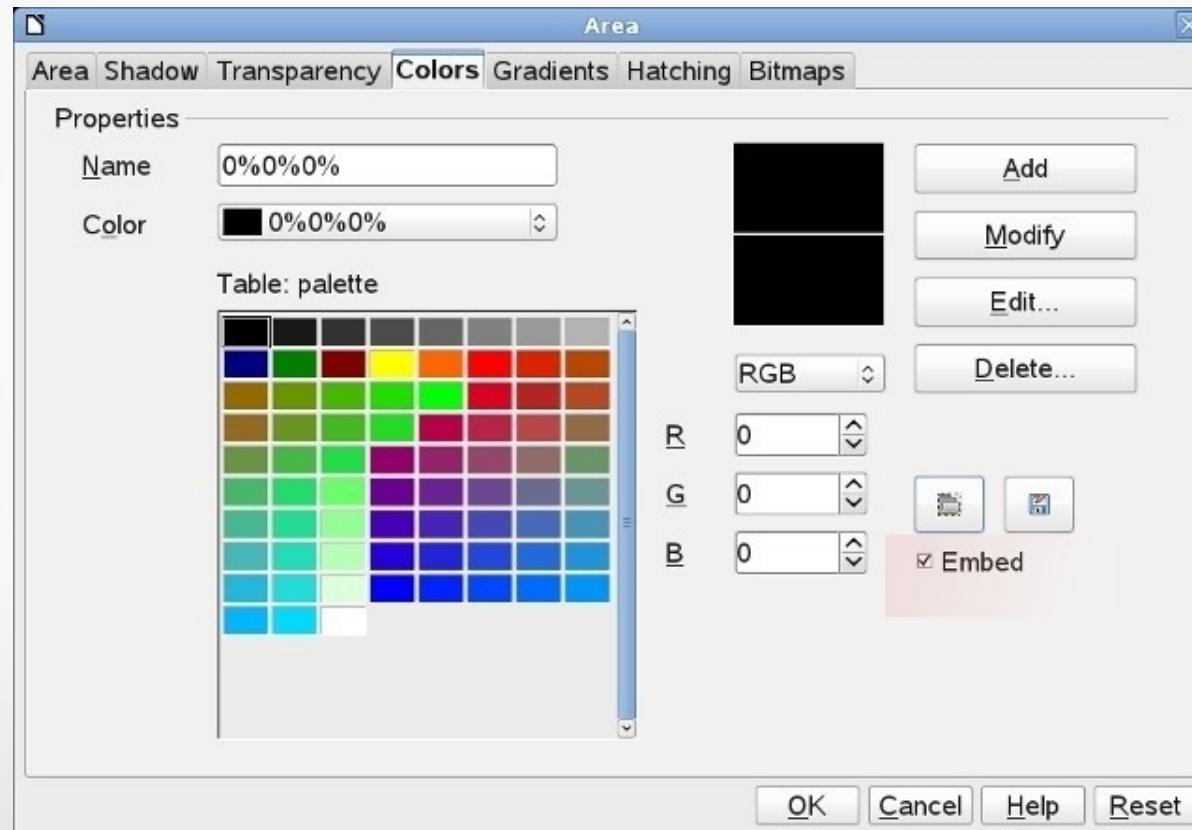 Area
Area Shadow Transparency Colors Gradients Hatching Bitmaps
Properties
Name 0%0%0% Add
Color 0%0%0% Modify
Table: palette Edit...
RGB Delete...
R 0
G 0
B 0 Embed
OK Cancel Help Reset